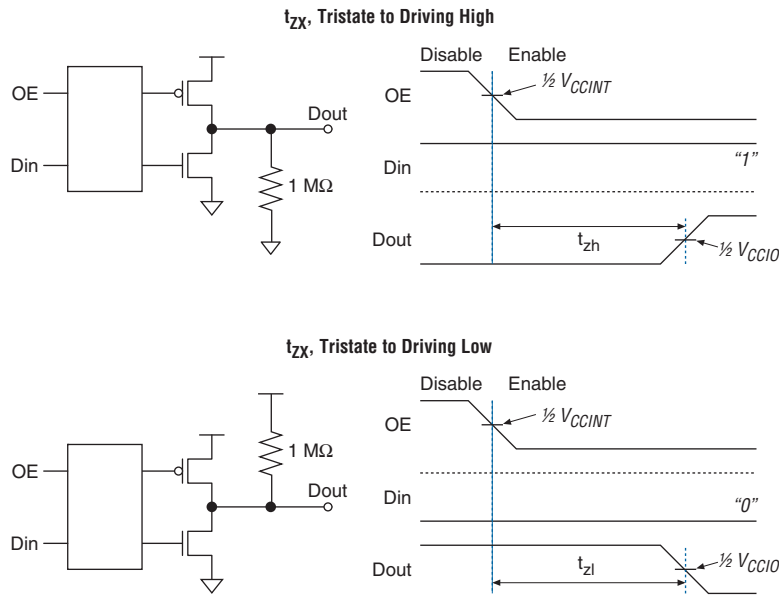 tZX, Tristate to Driving High
Disable Enable
OE
½ VCCINT
OE
Dout
Din
"1"
Din
1 MΩ
Dout
tzh
½ VCCIO
tZX, Tristate to Driving Low
Disable Enable
OE
½ VCCINT
1 MΩ
OE
Dout
Din
"0"
Din
Dout
tzl
½ VCCIO